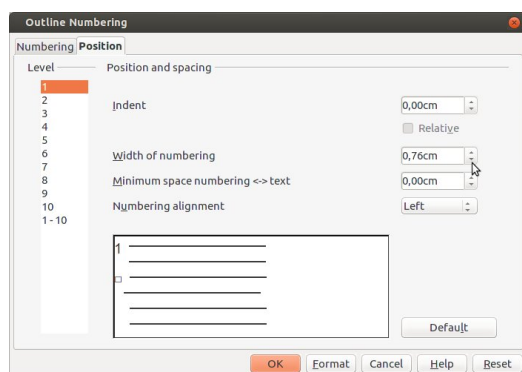 Outline Numbering
Numbering Position
Level Position and spacing
1
2
3
4
5
6
7
8
9
10
1 - 10
Indent 0,00cm
Relative
Width of numbering 0,76cm
Minimum space numbering <-> text 0,00cm
Numbering alignment Left
1
Default
OK Format Cancel Help Reset